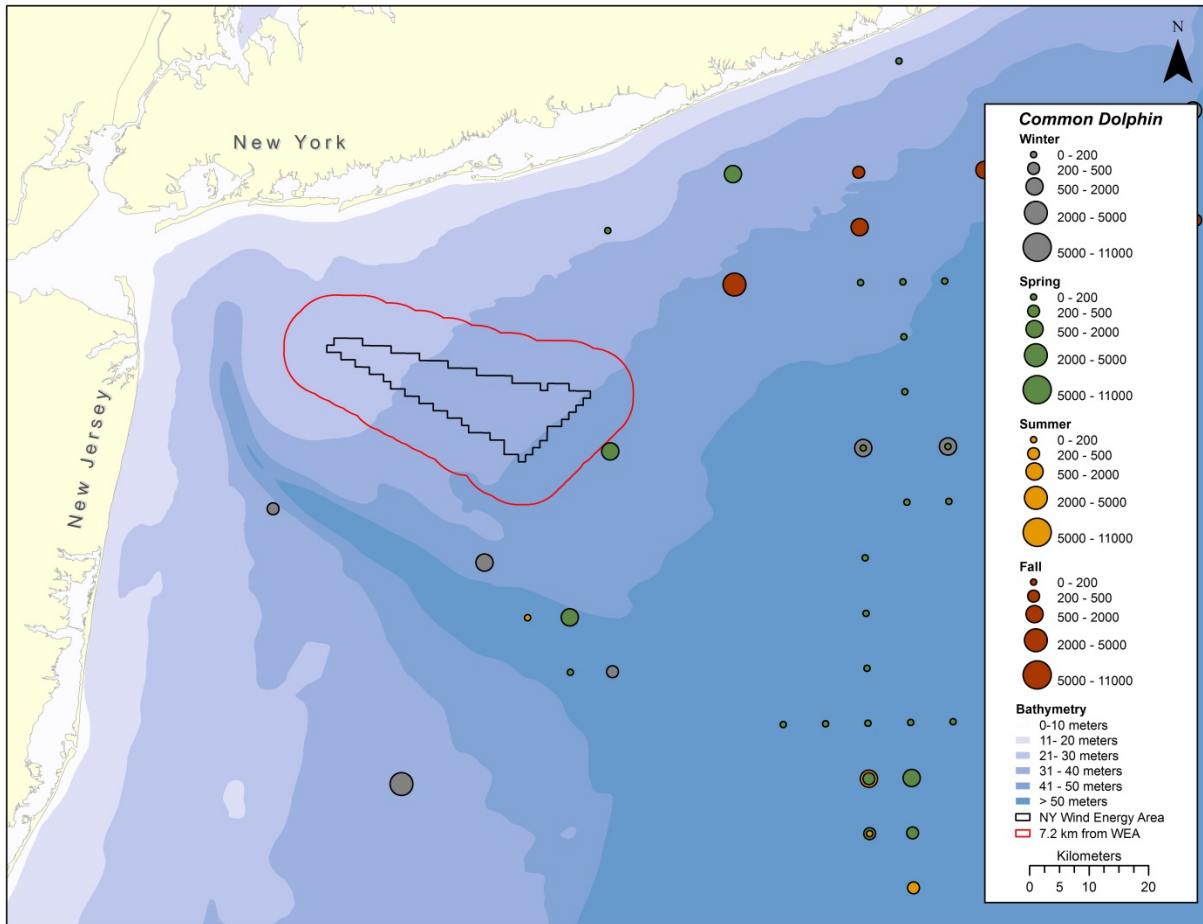 N
New York
New Jersey
Common Dolphin
Winter
0 - 200
200 - 500
500 - 2000
2000 - 5000
5000 - 11000
Spring
0 - 200
200 - 500
500 - 2000
2000 - 5000
5000 - 11000
Summer
0 - 200
200 - 500
500 - 2000
2000 - 5000
5000 - 11000
Fall
0 - 200
200 - 500
500 - 2000
2000 - 5000
5000 - 11000
Bathymetry
0-10 meters
11- 20 meters
21- 30 meters
31 - 40 meters
41 - 50 meters
> 50 meters
NY Wind Energy Area
7.2 km from WEA
Kilometers
0 5 10 20